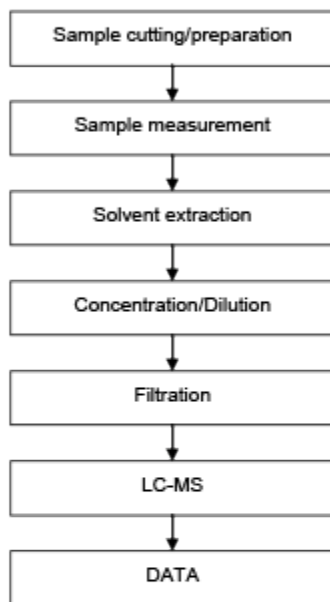 Sample cutting/preparation
Sample measurement
Solvent extraction
Concentration/Dilution
Filtration
LC-MS
DATA